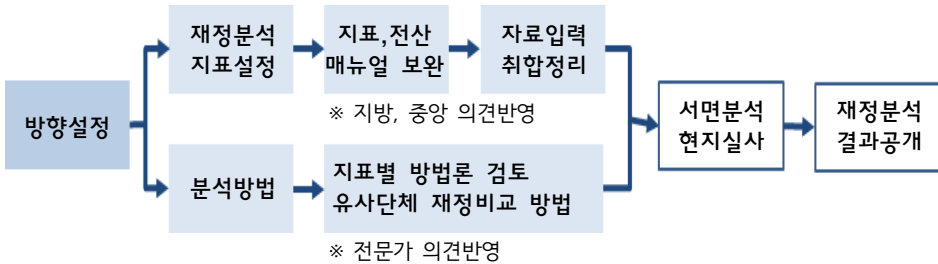 방향설정
재정분석
지표설정
지표,전산
매뉴얼 보완
자료입력
취합정리
※ 지방, 중앙 의견반영
분석방법
지표별 방법론 검토
유사단체 재정비교 방법
※ 전문가 의견반영
서면분석
현지실사
재정분석
결과공개